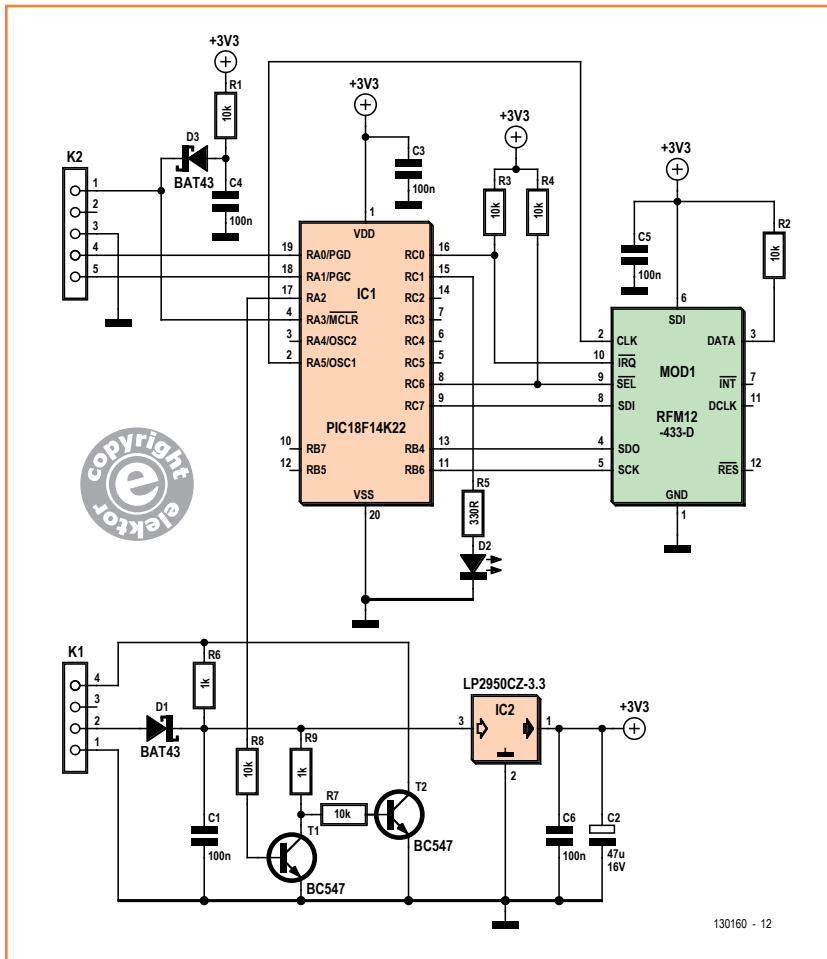 +3V3
R1
10k
D3
BAT43
C4
100n
K2
1
2
3
4
5
+3V3
C3
100n
+3V3
R3
10k
R4
10k
+3V3
C5
100n
R2
10k
1
VDD
IC1
PIC18F14K22
VSS
20
19 RA0/PGD
18 RA1/PGC
17 RA2
4 RA3/MCLR
3 RA4/OSC2
2 RA5/OSC1
10 RB7
12 RB5
RC0 16
RC1 15
RC2 14
RC3 7
RC4 6
RC5 5
RC6 8
RC7 9
RB4 13
RB6 11
R5
330R
D2
6
SDI
MOD1
RFM12
-433-D
GND
1
2 CLK
10 IRQ
9 SEL
8 SDI
4 SDO
5 SCK
DATA 3
INT 7
DCLK 11
RES 12
copyright
e
elektor
K1
4
3
2
1
D1
BAT43
R6
1k
C1
100n
R8
10k
R9
1k
R7
10k
T1
BC547
T2
BC547
LP2950CZ-3.3
IC2
3
1
2
+3V3
C6
100n
C2
47u
16V
130160 - 12